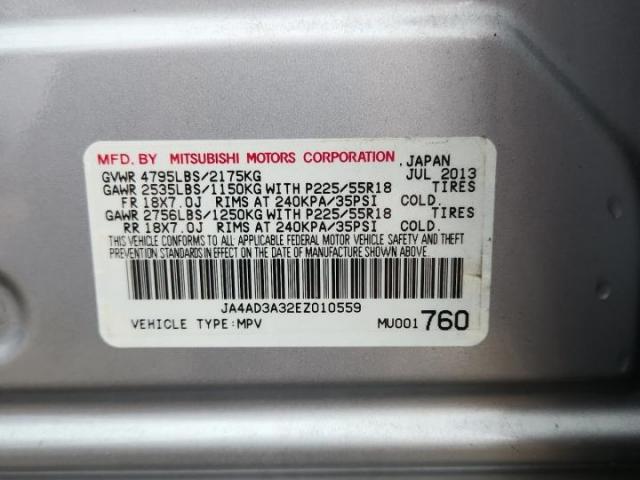 MFD. BY MITSUBISHI MOTORS CORPORATION, JAPAN
GVWR 4795LBS/2175KG JUL 2013
GAWR 2535LBS/1150KG WITH P225/55R18 TIRES
FR 18X7.0J RIMS AT 240KPA/35PSI COLD.
GAWR 2756LBS/1250KG WITH P225/55R18 TIRES
RR 18X7.0J RIMS AT 240KPA/35PSI COLD.
THIS VEHICLE CONFORMS TO ALL APPLICABLE FEDERAL MOTOR VEHICLE SAFETY AND THEFT
PREVENTION STANDARDS IN EFFECT ON THE DATE OF MANUFACTURE SHOWN ABOVE.
JA4AD3A32EZ010559
VEHICLE TYPE:MPV MU001 760